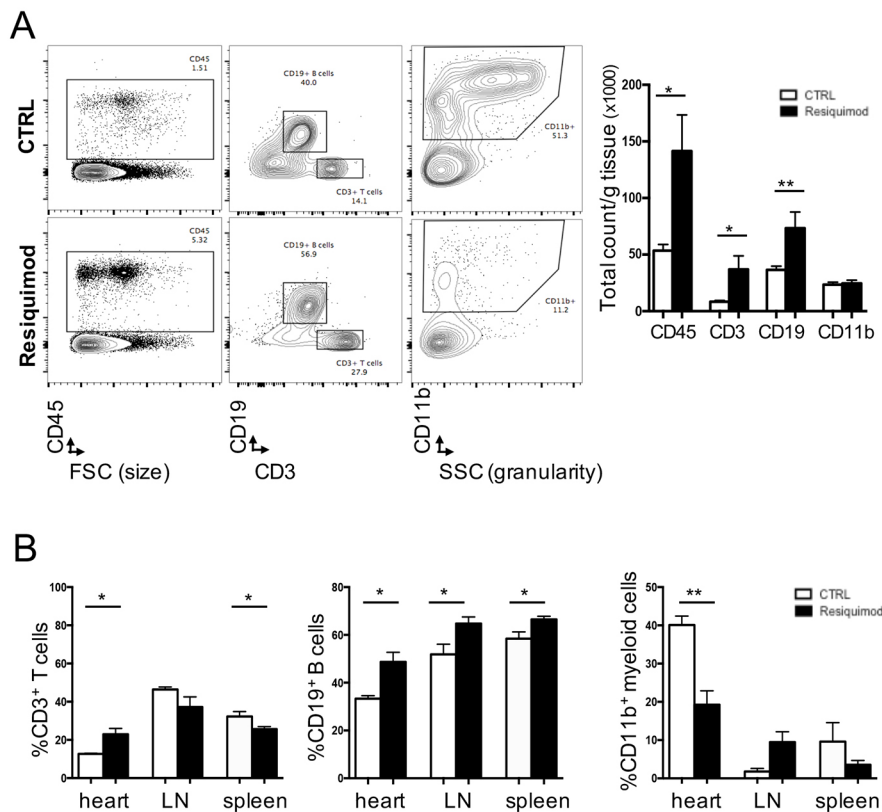 A
CTRL
CD45
1.51
CD19+ B cells
40.0
CD3+ T cells
14.1
CD11b+
51.3
Resiquimod
CD45
5.32
CD19+ B cells
56.9
CD3+ T cells
27.9
CD11b+
11.2
CD45
FSC (size)
CD19
CD3
CD11b
SSC (granularity)
Total count/g tissue (x1000)
200
150
100
50
0
* * **
CTRL
Resiquimod
CD45 CD3 CD19 CD11b
B
%CD3+ T cells
100
80
60
40
20
0
* *
heart LN spleen
%CD19+ B cells
80
60
40
20
0
* * *
heart LN spleen
%CD11b+ myeloid cells
50
40
30
20
10
0
**
CTRL
Resiquimod
heart LN spleen